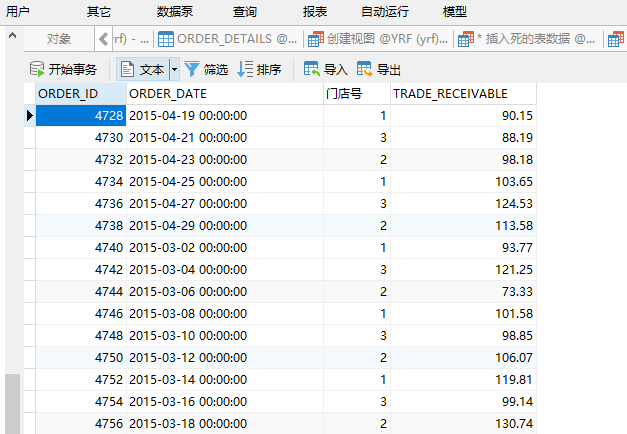 用户 其它 数据泵 查询 报表 自动运行 模型
对象 (yrf) - ... ORDER_DETAILS @... 创建视图 @YRF (yrf)... * 插入死的表数据 @...
开始事务 文本 筛选 排序 导入 导出
ORDER_ID ORDER_DATE 门店号 TRADE_RECEIVABLE
4728 2015-04-19 00:00:00 1 90.15
4730 2015-04-21 00:00:00 3 88.19
4732 2015-04-23 00:00:00 2 98.18
4734 2015-04-25 00:00:00 1 103.65
4736 2015-04-27 00:00:00 3 124.53
4738 2015-04-29 00:00:00 2 113.58
4740 2015-03-02 00:00:00 1 93.77
4742 2015-03-04 00:00:00 3 121.25
4744 2015-03-06 00:00:00 2 73.33
4746 2015-03-08 00:00:00 1 101.58
4748 2015-03-10 00:00:00 3 98.85
4750 2015-03-12 00:00:00 2 106.07
4752 2015-03-14 00:00:00 1 119.81
4754 2015-03-16 00:00:00 3 99.14
4756 2015-03-18 00:00:00 2 130.74